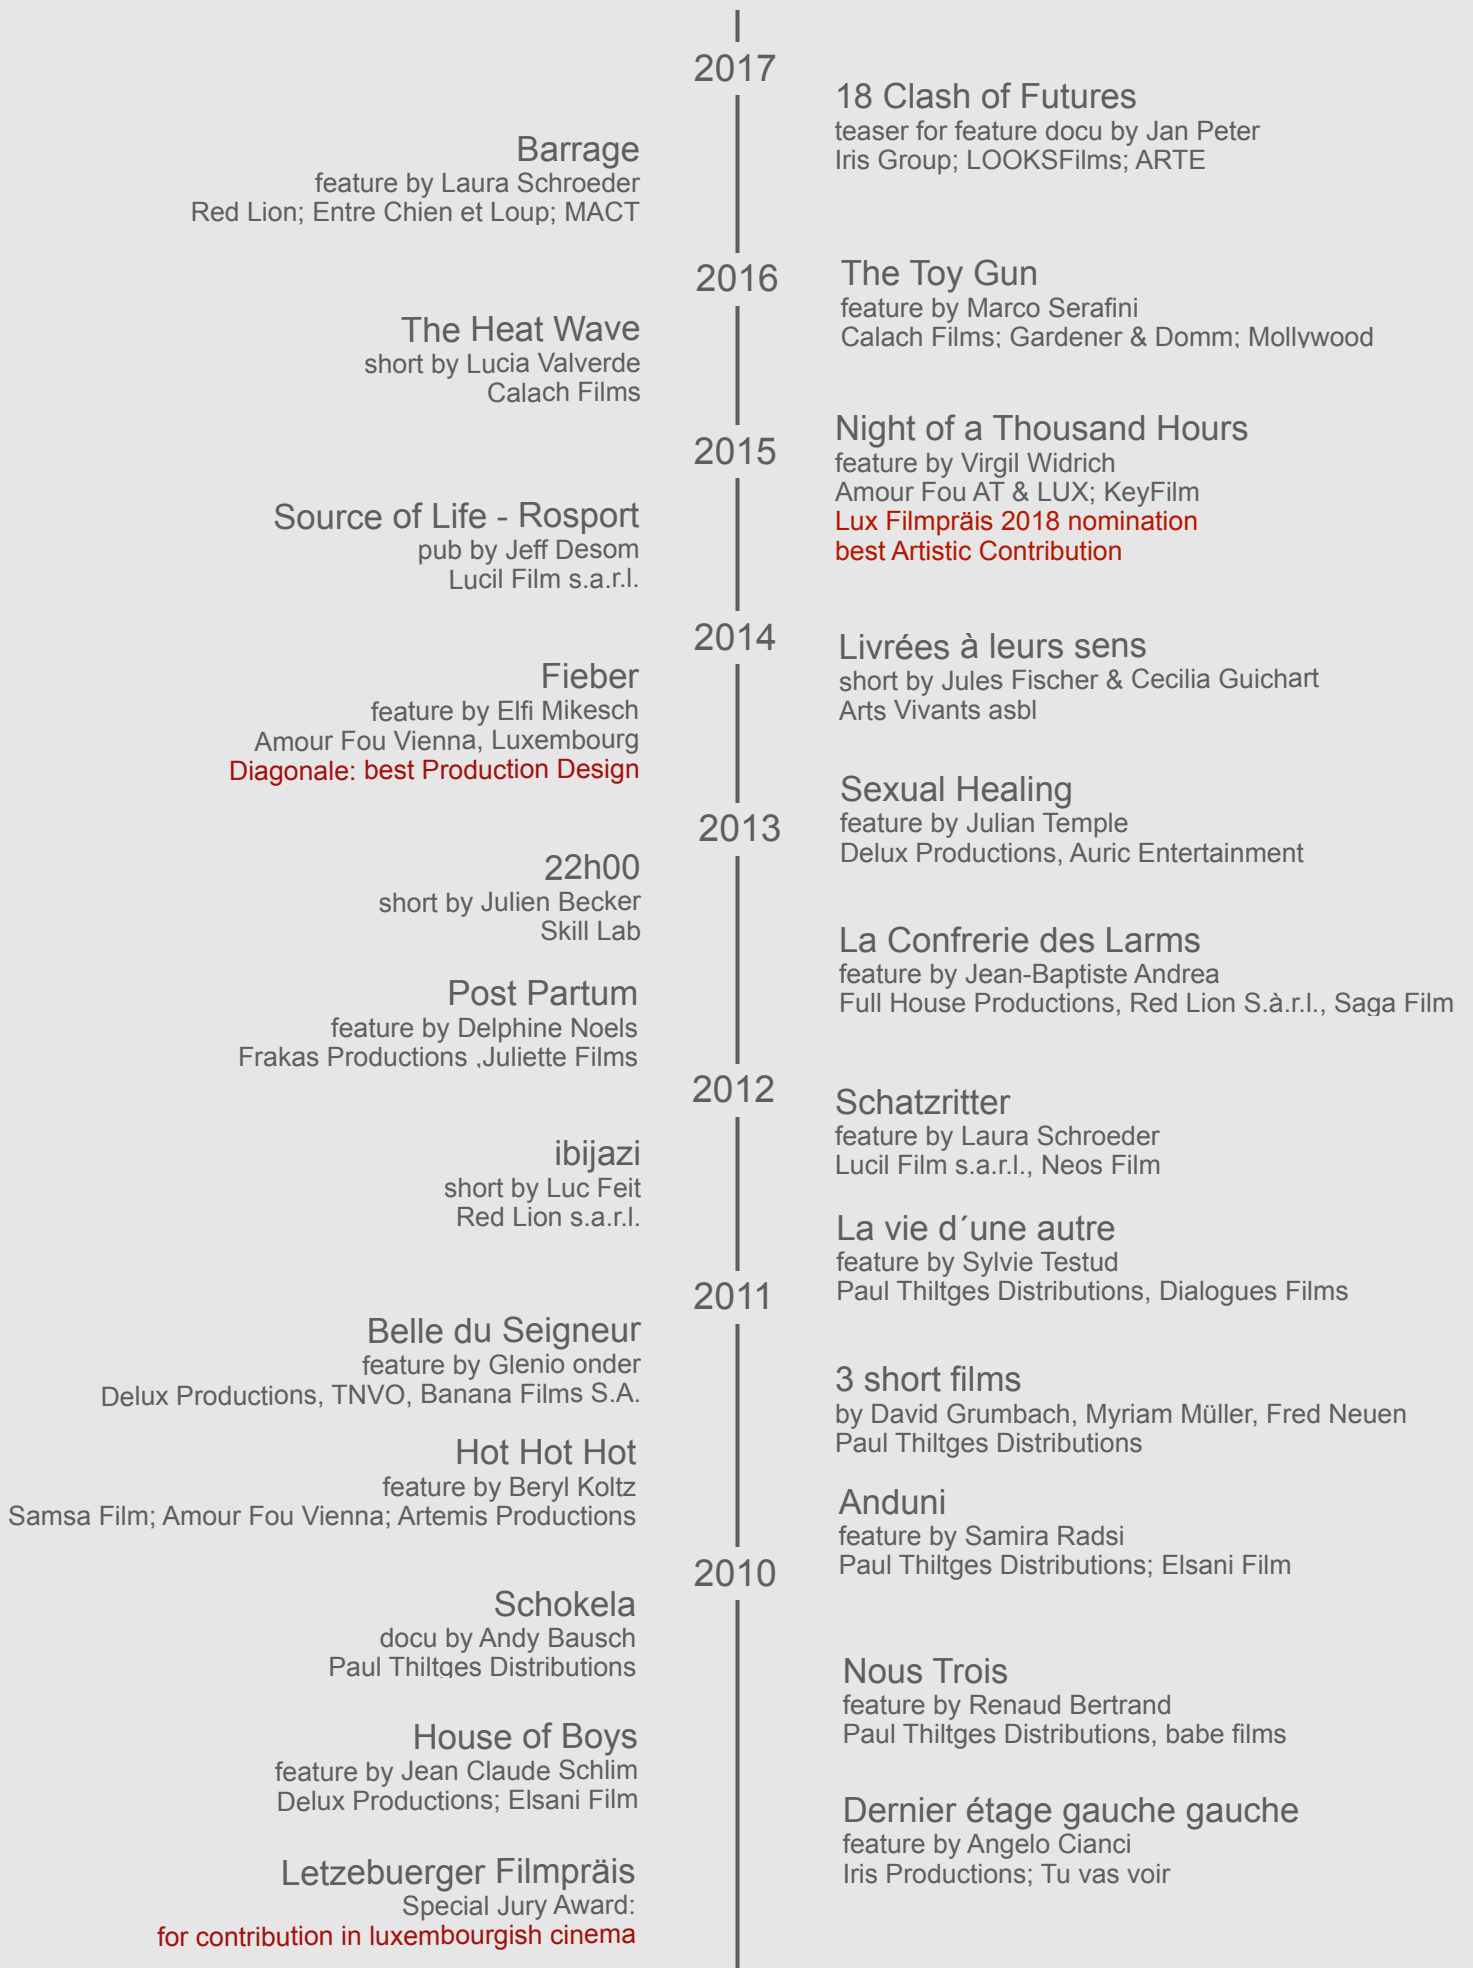 2017
18 Clash of Futures
teaser for feature docu by Jan Peter
Iris Group; LOOKSFilms; ARTE
Barrage
feature by Laura Schroeder
Red Lion; Entre Chien et Loup; MACT
2016
The Toy Gun
feature by Marco Serafini
Calach Films; Gardener & Domm; Mollywood
The Heat Wave
short by Lucia Valverde
Calach Films
2015
Night of a Thousand Hours
feature by Virgil Widrich
Amour Fou AT & LUX; KeyFilm
Lux Filmpräis 2018 nomination
best Artistic Contribution
Source of Life - Rosport
pub by Jeff Desom
Lucil Film s.a.r.l.
2014
Livrées à leurs sens
short by Jules Fischer & Cecilia Guichart
Arts Vivants asbl
Fieber
feature by Elfi Mikesch
Amour Fou Vienna, Luxembourg
Diagonale: best Production Design
Sexual Healing
feature by Julian Temple
Delux Productions, Auric Entertainment
2013
22h00
short by Julien Becker
Skill Lab
La Confrerie des Larms
feature by Jean-Baptiste Andrea
Full House Productions, Red Lion S.à.r.l., Saga Film
Post Partum
feature by Delphine Noels
Frakas Productions ,Juliette Films
2012
Schatzritter
feature by Laura Schroeder
Lucil Film s.a.r.l., Neos Film
ibijazi
short by Luc Feit
Red Lion s.a.r.l.
La vie d´une autre
feature by Sylvie Testud
Paul Thiltges Distributions, Dialogues Films
2011
Belle du Seigneur
feature by Glenio onder
Delux Productions, TNVO, Banana Films S.A.
3 short films
by David Grumbach, Myriam Müller, Fred Neuen
Paul Thiltges Distributions
Hot Hot Hot
feature by Beryl Koltz
Samsa Film; Amour Fou Vienna; Artemis Productions
Anduni
feature by Samira Radsi
Paul Thiltges Distributions; Elsani Film
2010
Schokela
docu by Andy Bausch
Paul Thiltges Distributions
Nous Trois
feature by Renaud Bertrand
Paul Thiltges Distributions, babe films
House of Boys
feature by Jean Claude Schlim
Delux Productions; Elsani Film
Dernier étage gauche gauche
feature by Angelo Cianci
Iris Productions; Tu vas voir
Letzebuerger Filmpräis
Special Jury Award:
for contribution in luxembourgish cinema